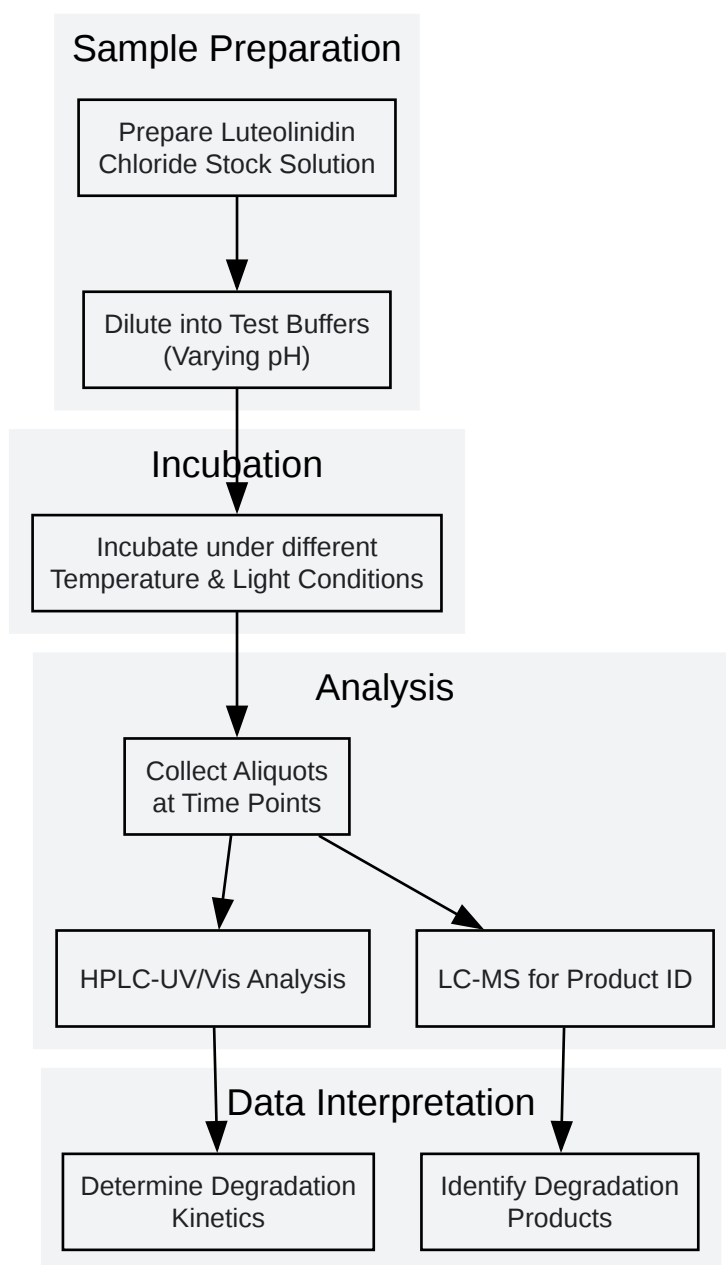 Sample Preparation
Prepare Luteolinidin
Chloride Stock Solution
Dilute into Test Buffers
(Varying pH)
Incubation
Incubate under different
Temperature & Light Conditions
Analysis
Collect Aliquots
at Time Points
HPLC-UV/Vis Analysis
LC-MS for Product ID
Data Interpretation
Determine Degradation
Kinetics
Identify Degradation
Products